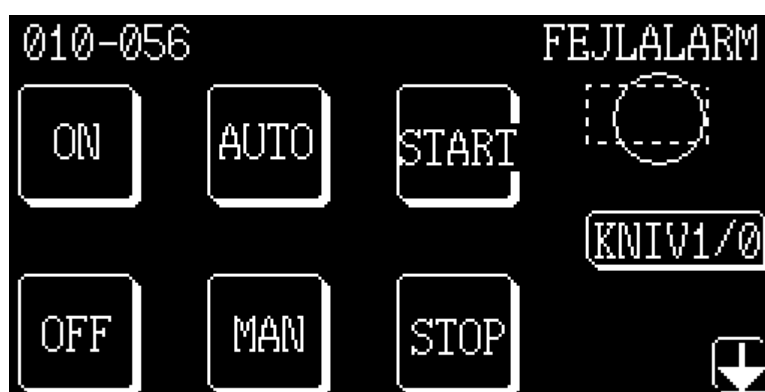 010-056 FEJLALARM
ON AUTO START
KNIV1/0
OFF MAN STOP